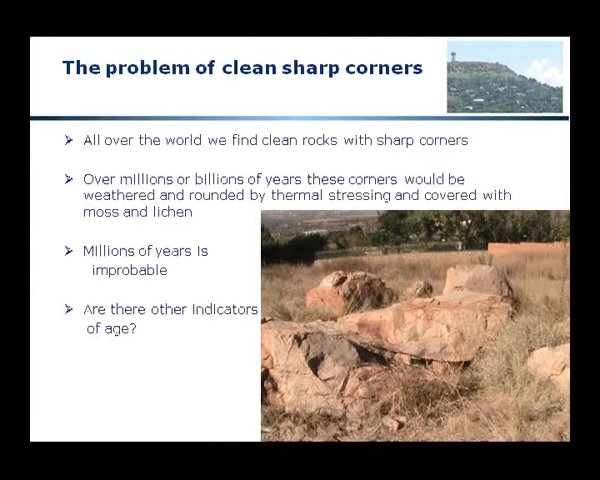 The problem of clean sharp corners
All over the world we find clean rocks with sharp corners
Over millions or billions of years these corners would be
weathered and rounded by thermal stressing and covered with
moss and lichen
Millions of years is
improbable
Are there other indicators
of age?